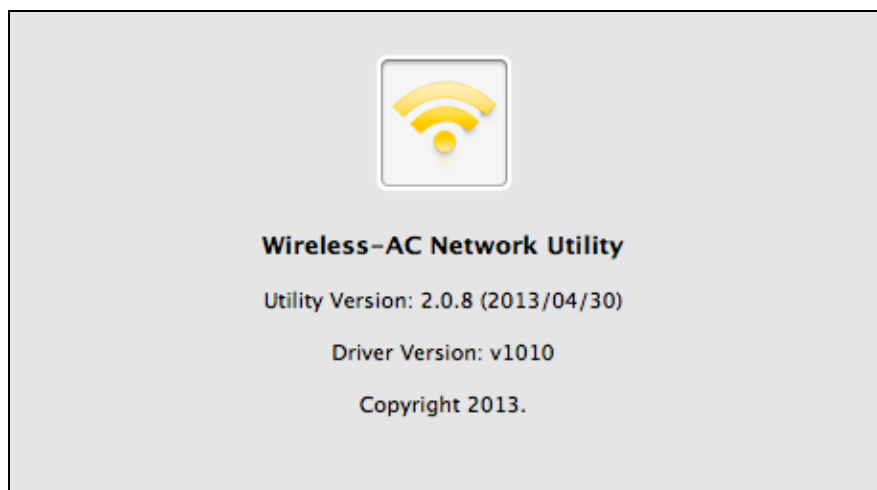 Wireless-AC Network Utility
Utility Version: 2.0.8 (2013/04/30)
Driver Version: v1010
Copyright 2013.